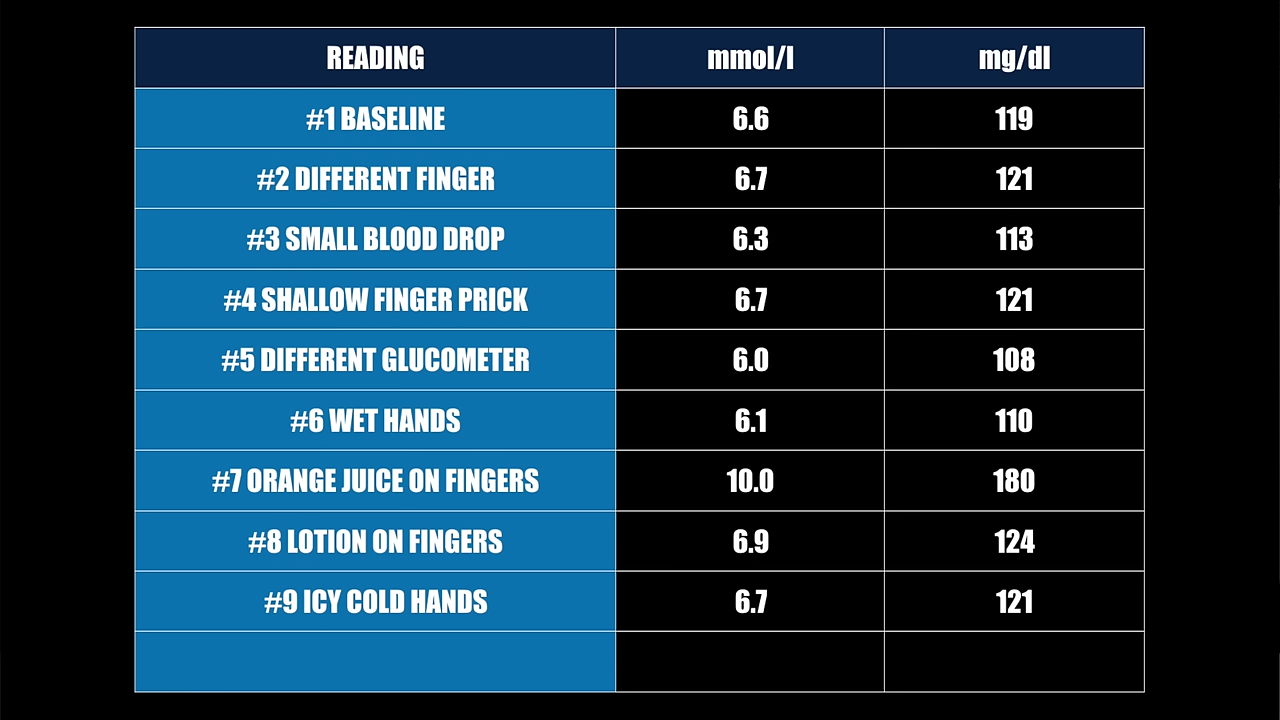 READING mmol/l mg/dl
#1 BASELINE 6.6 119
#2 DIFFERENT FINGER 6.7 121
#3 SMALL BLOOD DROP 6.3 113
#4 SHALLOW FINGER PRICK 6.7 121
#5 DIFFERENT GLUCOMETER 6.0 108
#6 WET HANDS 6.1 110
#7 ORANGE JUICE ON FINGERS 10.0 180
#8 LOTION ON FINGERS 6.9 124
#9 ICY COLD HANDS 6.7 121